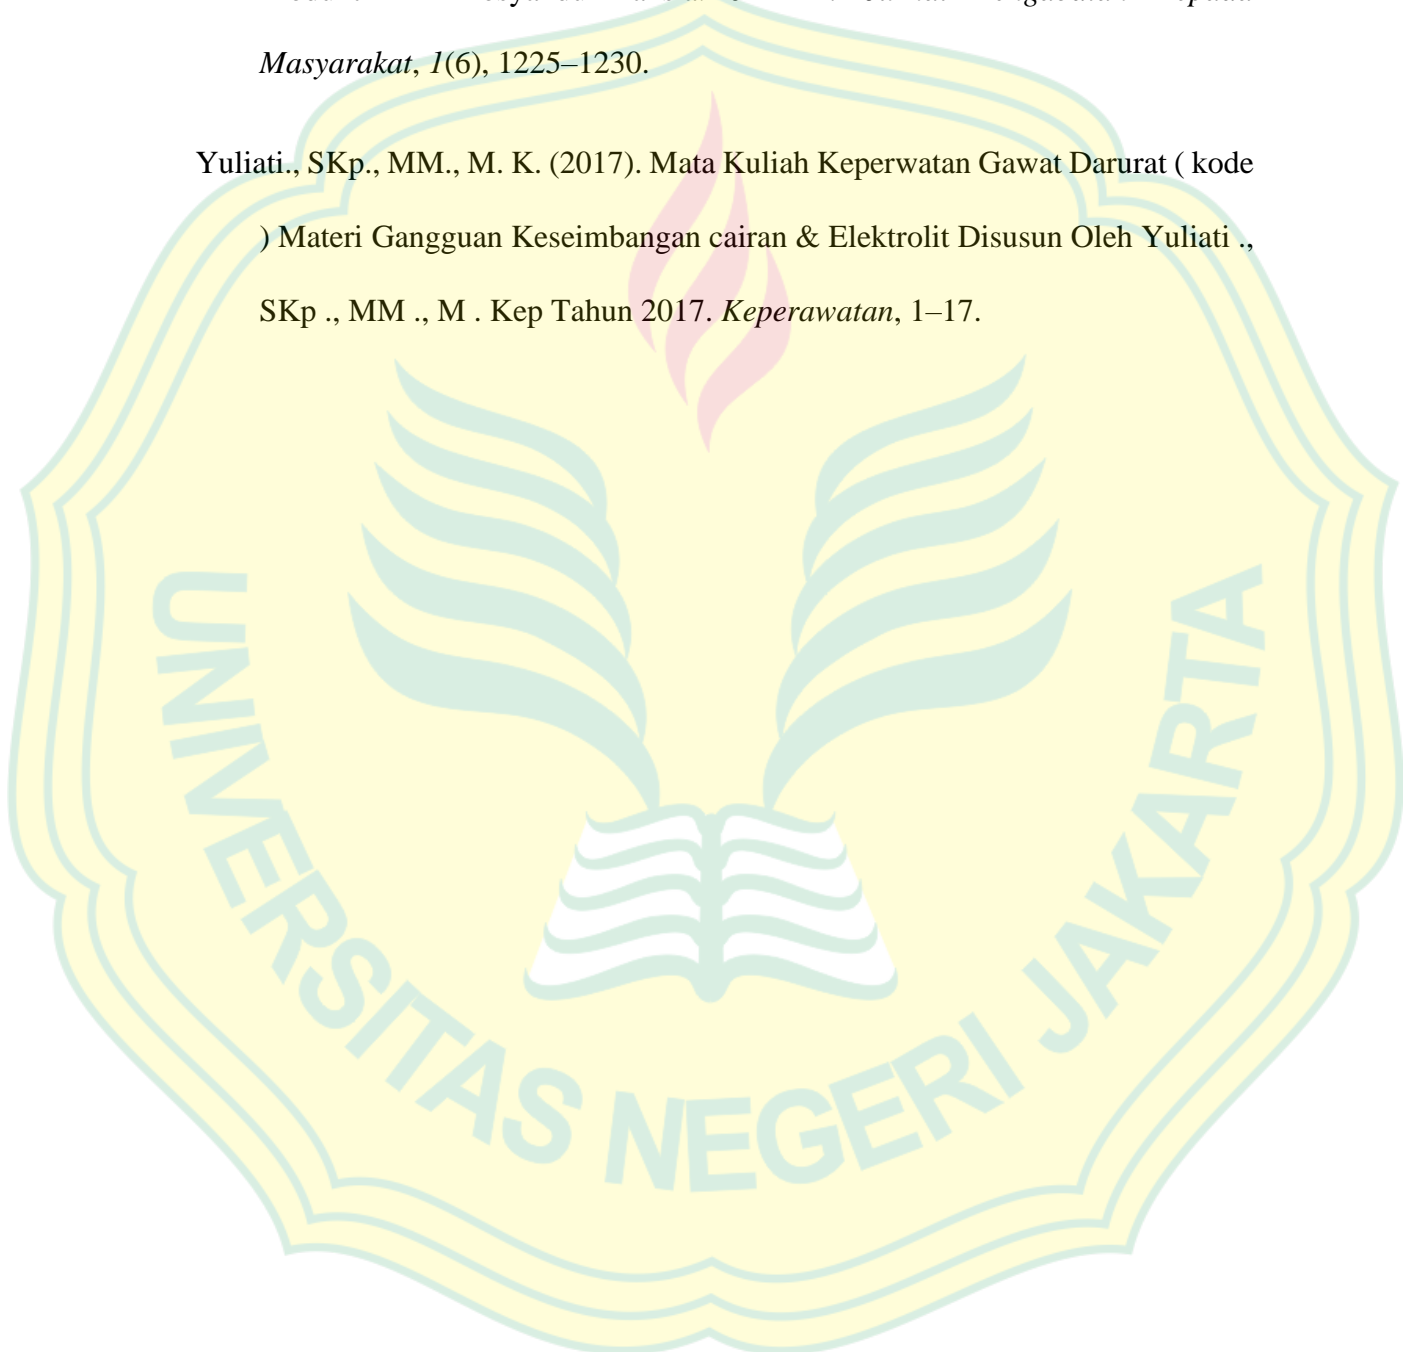 Masyarakat, 1(6), 1225–1230.
Yuliati., SKp., MM., M. K. (2017). Mata Kuliah Keperwatan Gawat Darurat ( kode
) Materi Gangguan Keseimbangan cairan & Elektrolit Disusun Oleh Yuliati .,
SKp ., MM ., M . Kep Tahun 2017. Keperawatan, 1–17.
UNIVERSITAS NEGERI JAKARTA